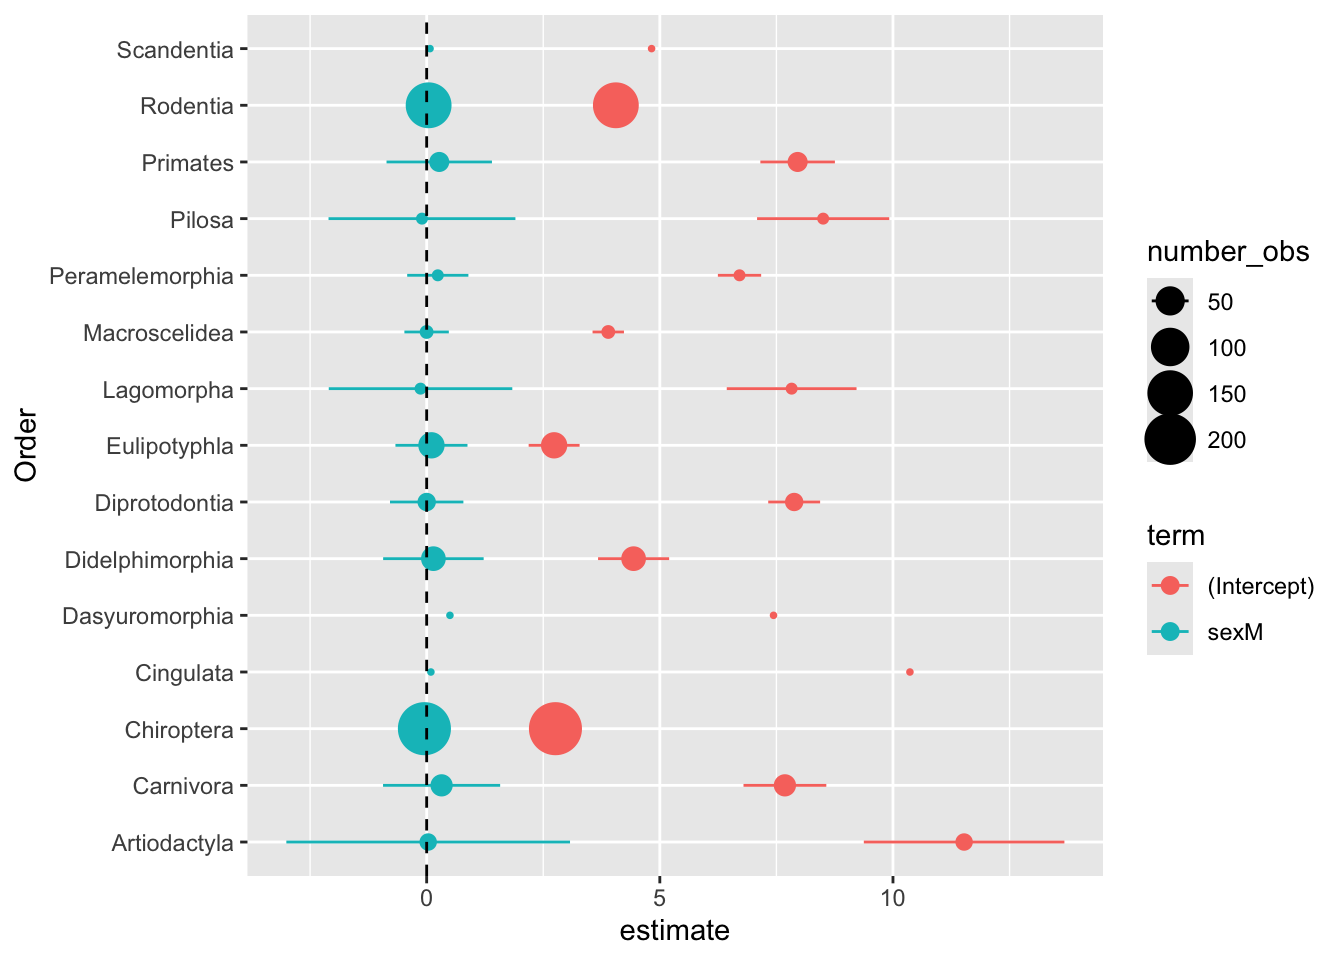 Scandentia
Rodentia
Primates
Pilosa
Peramelemorphia
Macroscelidea
Lagomorpha
Eulipotyphla
Diprotodontia
Didelphimorphia
Dasyuromorphia
Cingulata
Chiroptera
Carnivora
Artiodactyla
Order
0 5 10
estimate
number_obs
50
100
150
200
term
(Intercept)
sexM